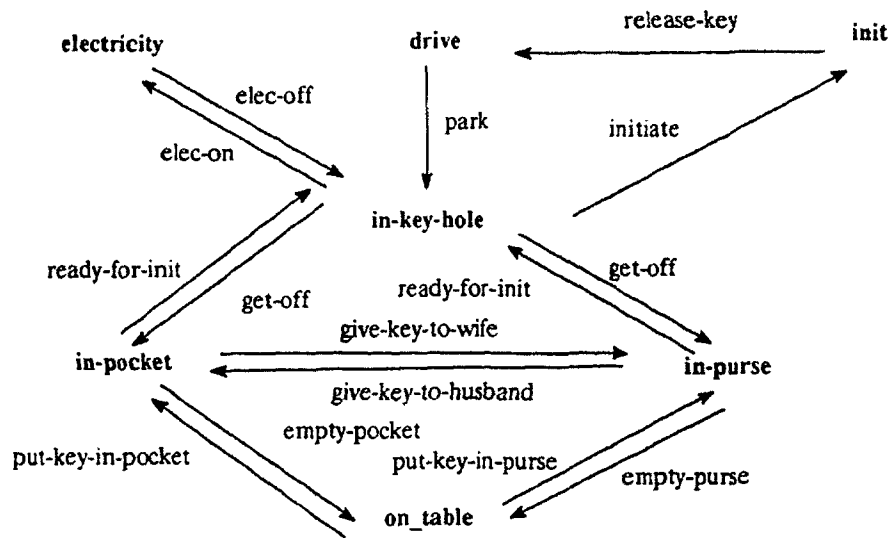 release-key
electricity
drive
init
elec-off
park
initiate
elec-on
in-key-hole
ready-for-init
get-off
ready-for-init
get-off
give-key-to-wife
in-pocket
in-purse
give-key-to-husband
empty-pocket
put-key-in-pocket
put-key-in-purse
empty-purse
on_table